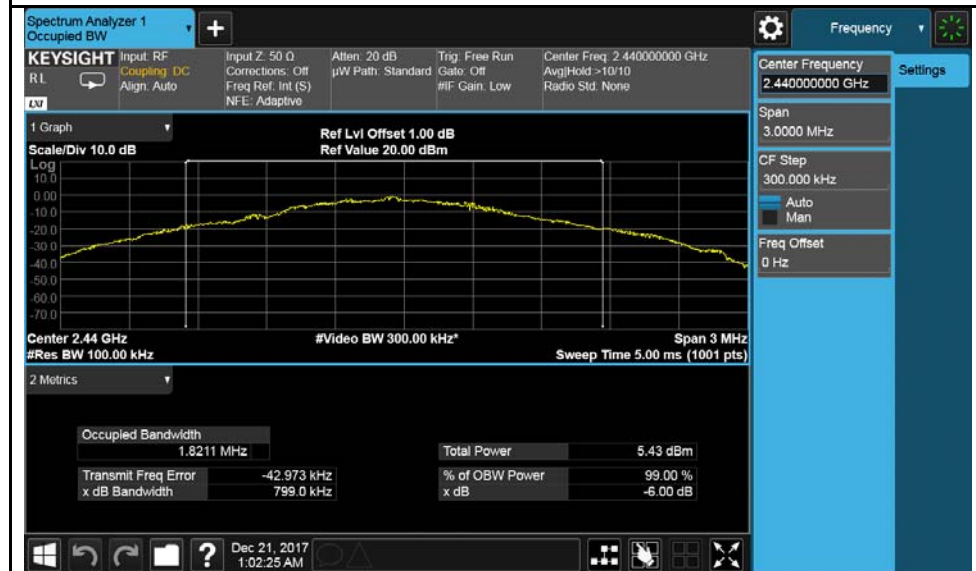 Spectrum Analyzer 1
Occupied BW
+
Frequency
KEYSIGHT
RL
LXI
Input: RF
Coupling: DC
Align: Auto
Input Z: 50 Ω
Corrections: Off
Freq Ref: Int (S)
NFE: Adaptive
Atten: 20 dB
µW Path: Standard
Trig: Free Run
Gate: Off
#IF Gain: Low
Center Freq: 2.440000000 GHz
Avg|Hold:>10/10
Radio Std: None
Center Frequency
2.440000000 GHz
Settings
Span
3.0000 MHz
CF Step
300.000 kHz
Auto
Man
Freq Offset
0 Hz
1 Graph
Scale/Div 10.0 dB
Ref Lvl Offset 1.00 dB
Ref Value 20.00 dBm
Log
10.0
0.00
-10.0
-20.0
-30.0
-40.0
-50.0
-60.0
-70.0
Center 2.44 GHz
#Video BW 300.00 kHz*
Span 3 MHz
#Res BW 100.00 kHz
Sweep Time 5.00 ms (1001 pts)
2 Metrics
Occupied Bandwidth
1.8211 MHz
Total Power 5.43 dBm
Transmit Freq Error -42.973 kHz
% of OBW Power 99.00 %
x dB Bandwidth 799.0 kHz
x dB -6.00 dB
?
Dec 21, 2017
1:02:25 AM